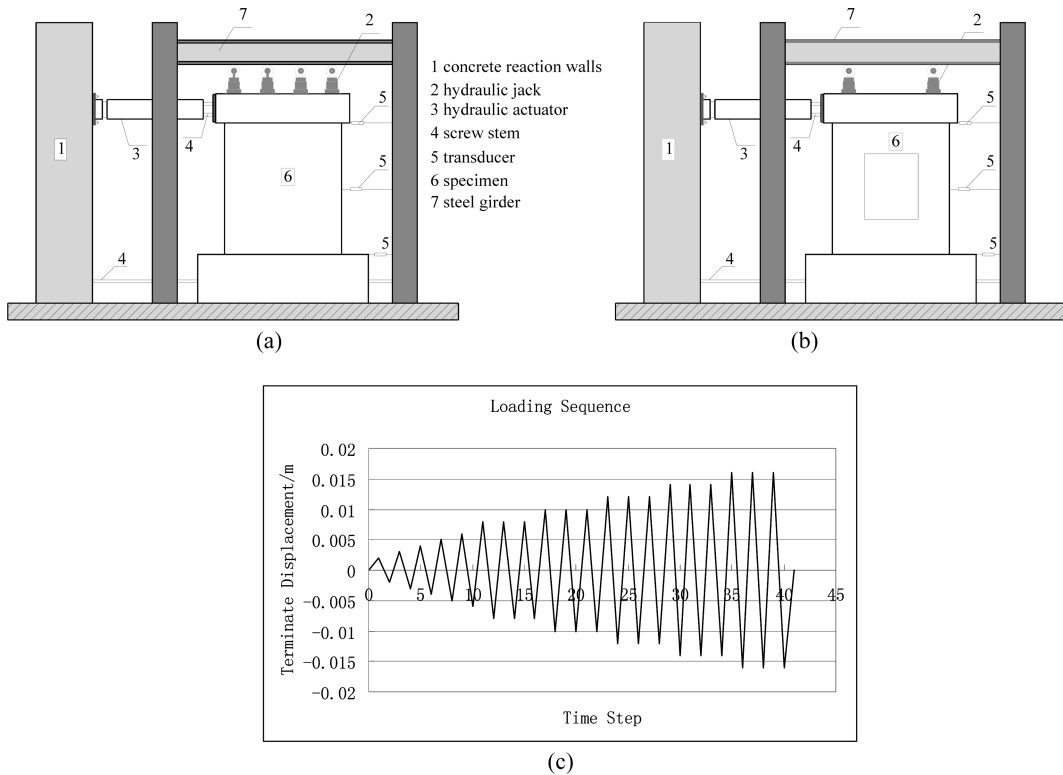 7
2
1
3
4
6
5
5
5
4
(a)
1 concrete reaction walls
2 hydraulic jack
3 hydraulic actuator
4 screw stem
5 transducer
6 specimen
7 steel girder
7
2
1
3
4
6
5
5
5
4
(b)
Loading Sequence
Terminate Displacement/m
0.02
0.015
0.01
0.005
0
-0.005
-0.01
-0.015
-0.02
0 5 10 15 20 25 30 35 40 45
Time Step
(c)